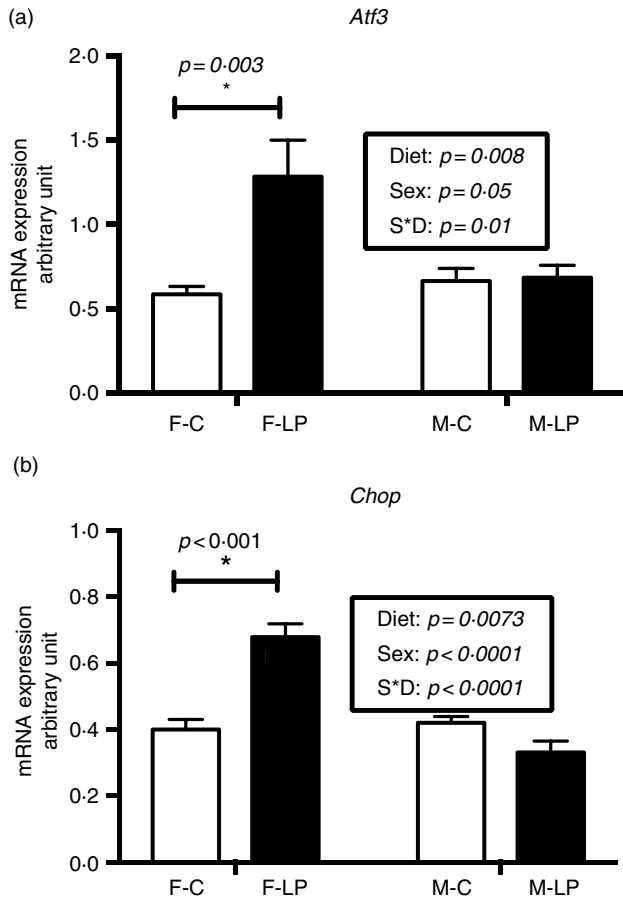 (a)
Atf3
mRNA expression
arbitrary unit
2·0
1·5
1·0
0·5
0·0
p=0·003
*
Diet: p=0·008
Sex: p=0·05
S*D: p=0·01
F-C F-LP M-C M-LP
(b)
Chop
mRNA expression
arbitrary unit
1·0
0·8
0·6
0·4
0·2
0·0
p<0·001
*
Diet: p=0·0073
Sex: p<0·0001
S*D: p<0·0001
F-C F-LP M-C M-LP